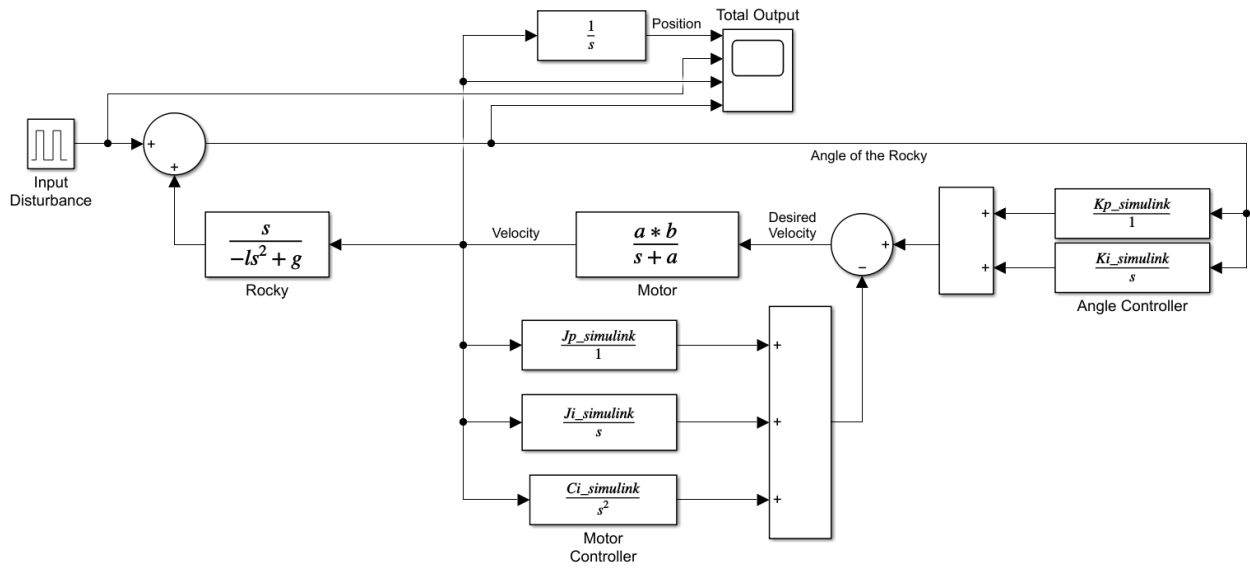 Total Output
Position
1
s
Input
Disturbance
+
+
Angle of the Rocky
s
-ls² + g
Rocky
Velocity
a * b
s + a
Motor
Desired
Velocity
+
−
+
+
Kp_simulink
1
Ki_simulink
s
Angle Controller
Jp_simulink
1
+
Ji_simulink
s
+
Ci_simulink
s²
+
Motor
Controller